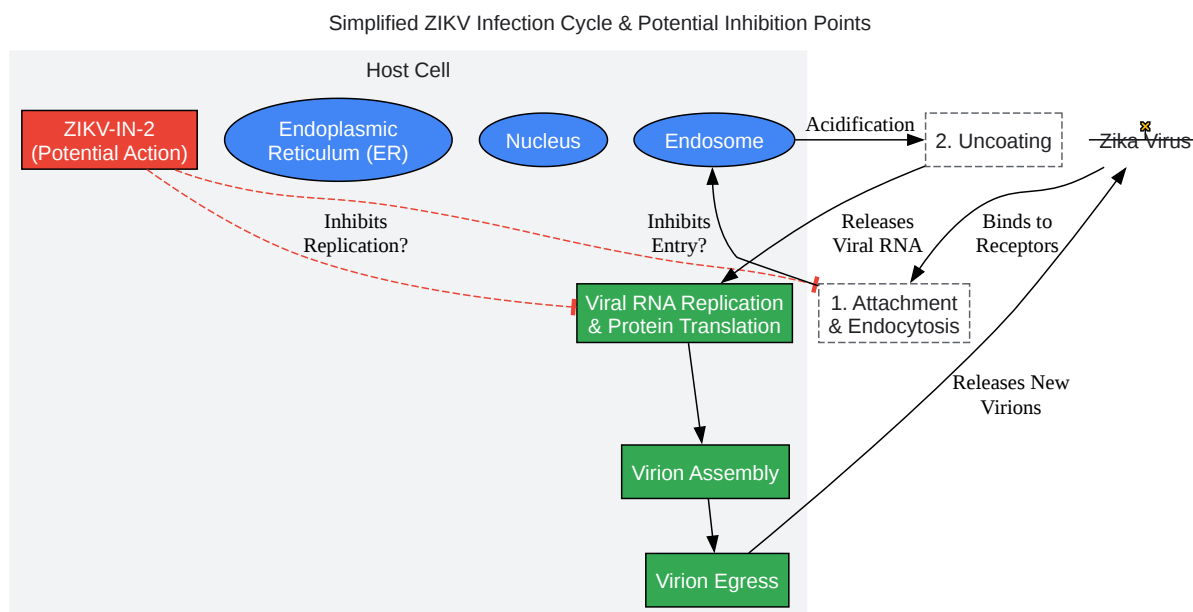 Simplified ZIKV Infection Cycle & Potential Inhibition Points
Host Cell
ZIKV-IN-2
(Potential Action)
Endoplasmic
Reticulum (ER)
Nucleus
Endosome
Acidification
2. Uncoating
Zika Virus
Inhibits
Replication?
Inhibits
Entry?
Releases
Viral RNA
Binds to
Receptors
Viral RNA Replication
& Protein Translation
1. Attachment
& Endocytosis
Releases New
Virions
Virion Assembly
Virion Egress